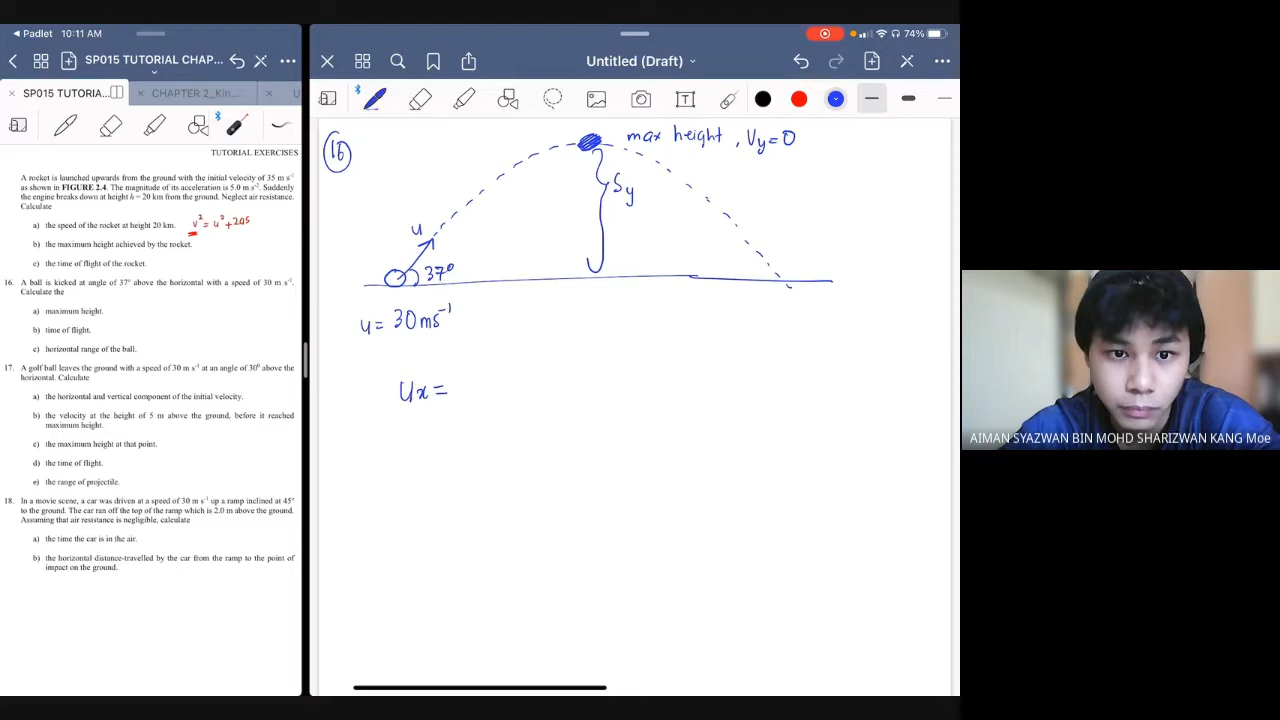 Padlet 10:11 AM
74%
SP015 TUTORIAL CHAP...
Untitled (Draft)
SP015 TUTORIA...
CHAPTER 2_Kin...
TUTORIAL EXERCISES
A rocket is launched upwards from the ground with the initial velocity of 35 m s⁻¹
as shown in FIGURE 2.4. The magnitude of its acceleration is 5.0 m s⁻². Suddenly
the engine breaks down at height h = 20 km from the ground. Neglect air resistance.
Calculate
a) the speed of the rocket at height 20 km. v² = u² + 2as
b) the maximum height achieved by the rocket.
c) the time of flight of the rocket.
16. A ball is kicked at angle of 37° above the horizontal with a speed of 30 m s⁻¹.
Calculate the
a) maximum height.
b) time of flight.
c) horizontal range of the ball.
17. A golf ball leaves the ground with a speed of 30 m s⁻¹ at an angle of 30⁰ above the
horizontal. Calculate
a) the horizontal and vertical component of the initial velocity.
b) the velocity at the height of 5 m above the ground, before it reached
maximum height.
c) the maximum height at that point.
d) the time of flight.
e) the range of projectile.
18. In a movie scene, a car was driven at a speed of 30 m s⁻¹ up a ramp inclined at 45°
to the ground. The car ran off the top of the ramp which is 2.0 m above the ground.
Assuming that air resistance is negligible, calculate
a) the time the car is in the air.
b) the horizontal distance-travelled by the car from the ramp to the point of
impact on the ground.
16
max height, Vy=0
Sy
u
37°
u = 30ms⁻¹
Ux =
AIMAN SYAZWAN BIN MOHD SHARIZWAN KANG Moe